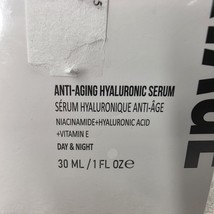 5
ANTI-AGING HYALURONIC SERUM
SÉRUM HYALURONIQUE ANTI-ÂGE
NIACINAMIDE+HYALURONIC ACID
+VITAMIN E
DAY & NIGHT
30 ML / 1 FL OZ℮